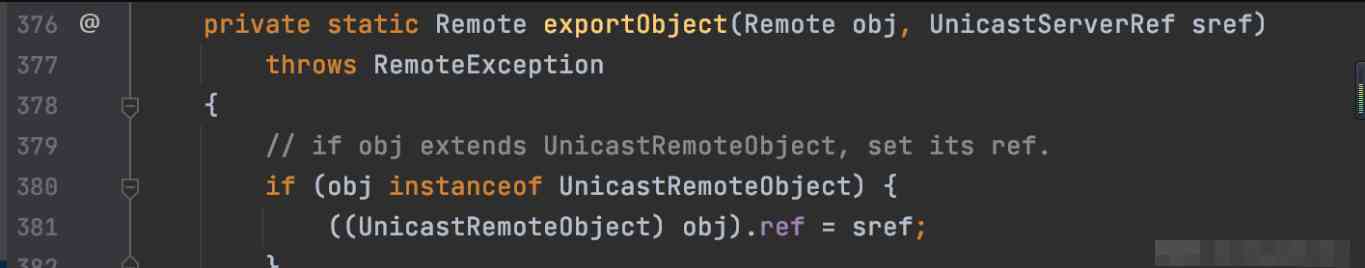 376 @ private static Remote exportObject(Remote obj, UnicastServerRef sref)
377 throws RemoteException
378 {
379 // if obj extends UnicastRemoteObject, set its ref.
380 if (obj instanceof UnicastRemoteObject) {
381 ((UnicastRemoteObject) obj).ref = sref;
382 }